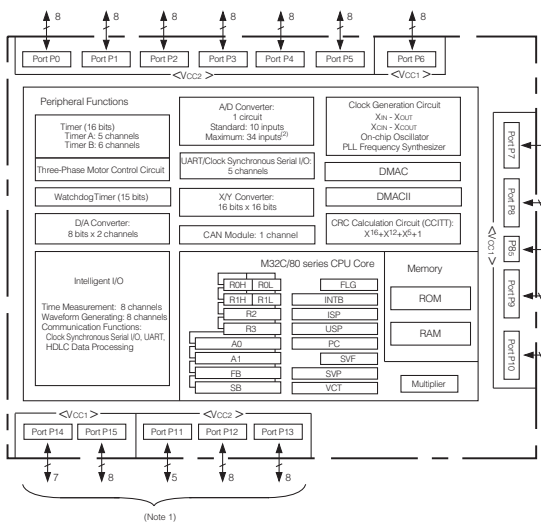 8 8 8 8 8 8 8
Port P0 Port P1 Port P2 Port P3 Port P4 Port P5 Port P6
<VCC2> <VCC1>
Peripheral Functions
Timer (16 bits)
Timer A: 5 channels
Timer B: 6 channels
Three-Phase Motor Control Circuit
WatchdogTimer (15 bits)
D/A Converter:
8 bits x 2 channels
Intelligent I/O
Time Measurement: 8 channels
Waveform Generating: 8 channels
Communication Functions:
Clock Synchronous Serial I/O, UART,
HDLC Data Processing
A/D Converter:
1 circuit
Standard: 10 inputs
Maximum: 34 inputs(2)
UART/Clock Synchronous Serial I/O:
5 channels
X/Y Converter:
16 bits x 16 bits
CAN Module: 1 channel
Clock Generation Circuit
XIN - XOUT
XCIN - XCOUT
On-chip Oscillator
PLL Frequency Synthesizer
DMAC
DMACII
CRC Calculation Circuit (CCITT):
X16+X12+X5+1
M32C/80 series CPU Core
R0H R0L
R1H R1L
R2
R3
A0
A1
FB
SB
FLG
INTB
ISP
USP
PC
SVF
SVP
VCT
Memory
ROM
RAM
Multiplier
<VCC1>
Port P7
Port P8
P85
Port P9
Port P10
<VCC1> <VCC2>
Port P14 Port P15 Port P11 Port P12 Port P13
7 8 5 8 8
(Note 1)